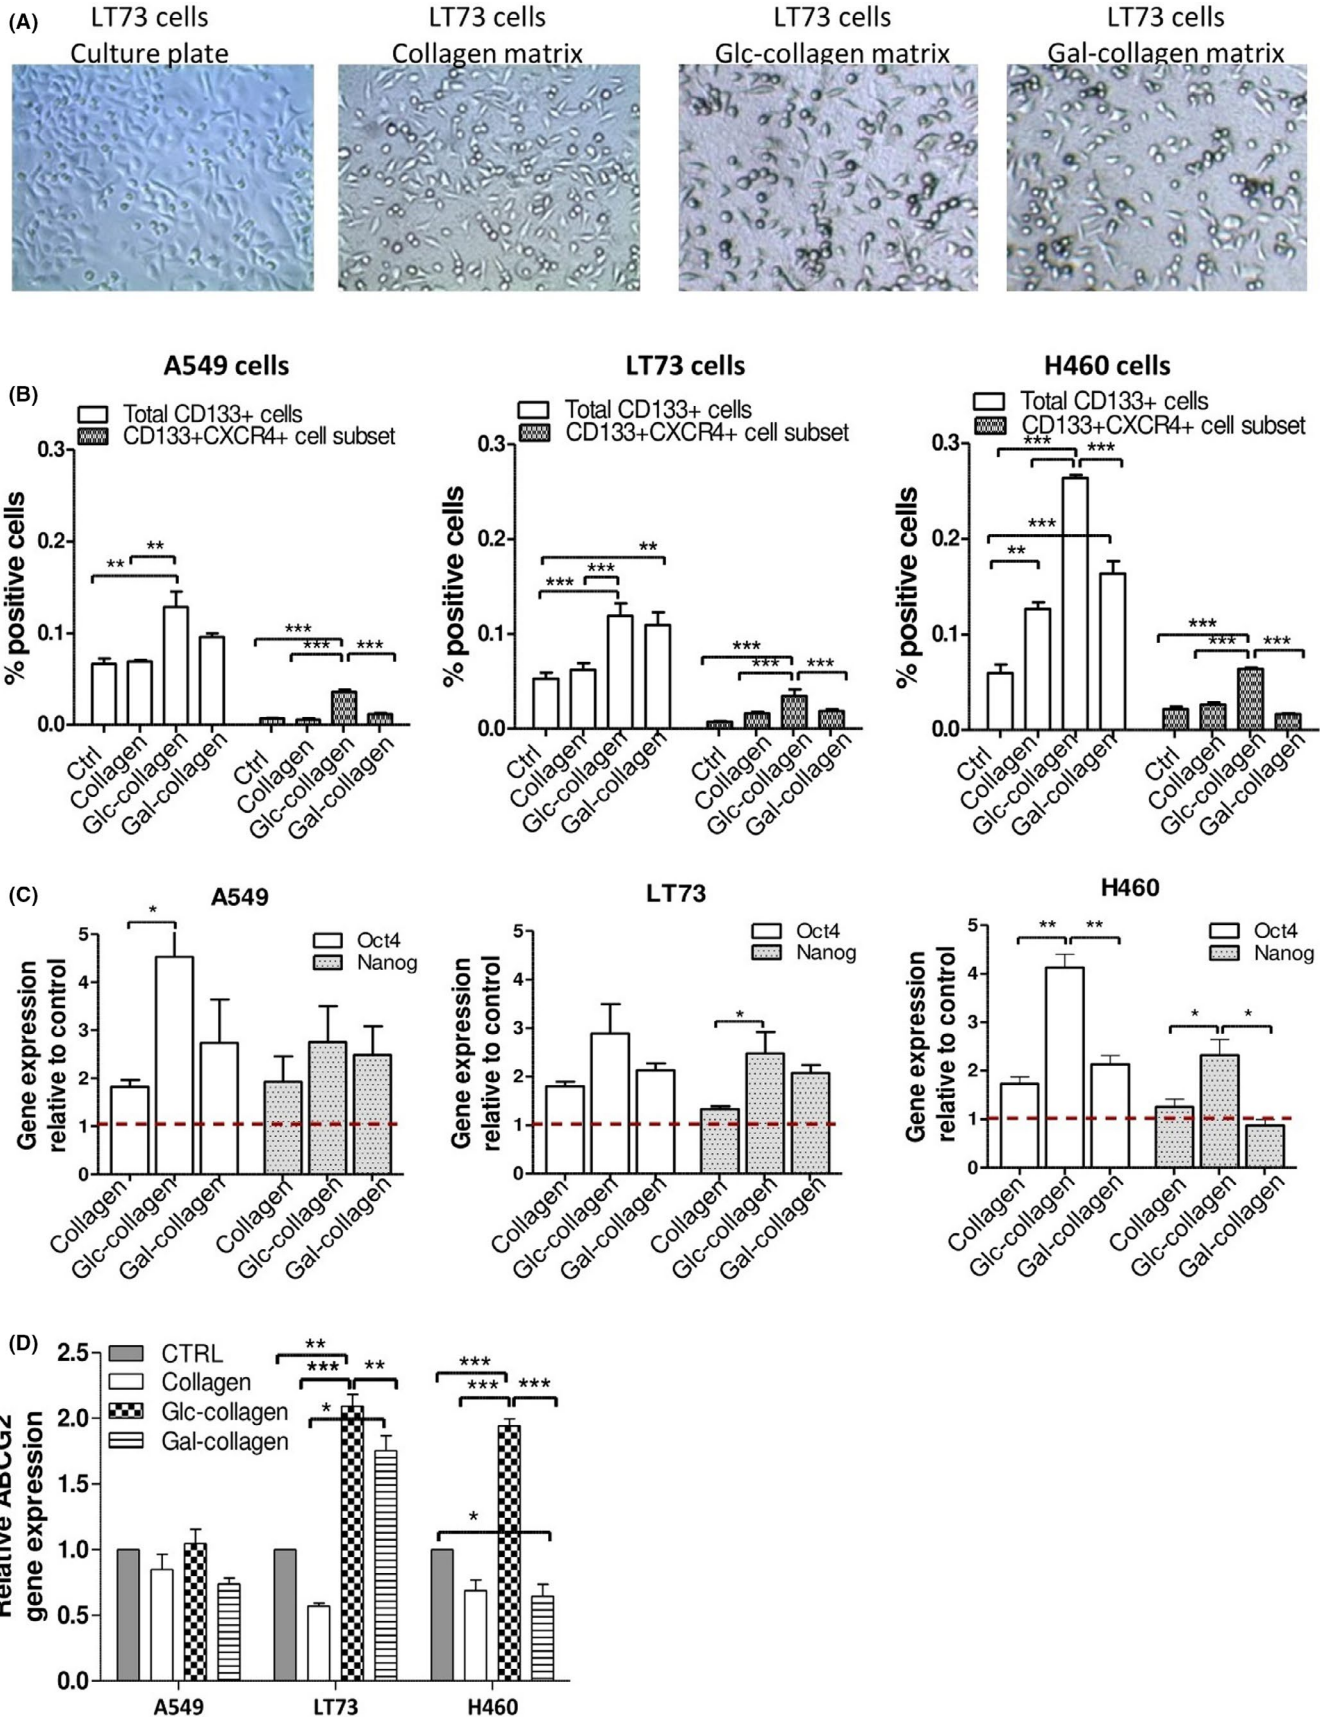 (A)
LT73 cells
Culture plate
LT73 cells
Collagen matrix
LT73 cells
Glc-collagen matrix
LT73 cells
Gal-collagen matrix
(B)
A549 cells
Total CD133+ cells
CD133+CXCR4+ cell subset
% positive cells
0.3
0.2
0.1
0.0
**
**
***
***
***
Ctrl
Collagen
Glc-collagen
Gal-collagen
Ctrl
Collagen
Glc-collagen
Gal-collagen
LT73 cells
Total CD133+ cells
CD133+CXCR4+ cell subset
% positive cells
0.3
0.2
0.1
0.0
**
***
***
***
***
***
Ctrl
Collagen
Glc-collagen
Gal-collagen
Ctrl
Collagen
Glc-collagen
Gal-collagen
H460 cells
Total CD133+ cells
CD133+CXCR4+ cell subset
% positive cells
0.3
0.2
0.1
0.0
***
***
***
**
***
***
***
Ctrl
Collagen
Glc-collagen
Gal-collagen
Ctrl
Collagen
Glc-collagen
Gal-collagen
(C)
A549
Oct4
Nanog
Gene expression
relative to control
5
4
3
2
1
0
*
Collagen
Glc-collagen
Gal-collagen
Collagen
Glc-collagen
Gal-collagen
LT73
Oct4
Nanog
Gene expression
relative to control
5
4
3
2
1
0
*
Collagen
Glc-collagen
Gal-collagen
Collagen
Glc-collagen
Gal-collagen
H460
Oct4
Nanog
Gene expression
relative to control
5
4
3
2
1
0
**
**
*
*
Collagen
Glc-collagen
Gal-collagen
Collagen
Glc-collagen
Gal-collagen
(D)
CTRL
Collagen
Glc-collagen
Gal-collagen
Relative ABCG2
gene expression
2.5
2.0
1.5
1.0
0.5
0.0
**
***
**
*
***
***
***
*
A549
LT73
H460